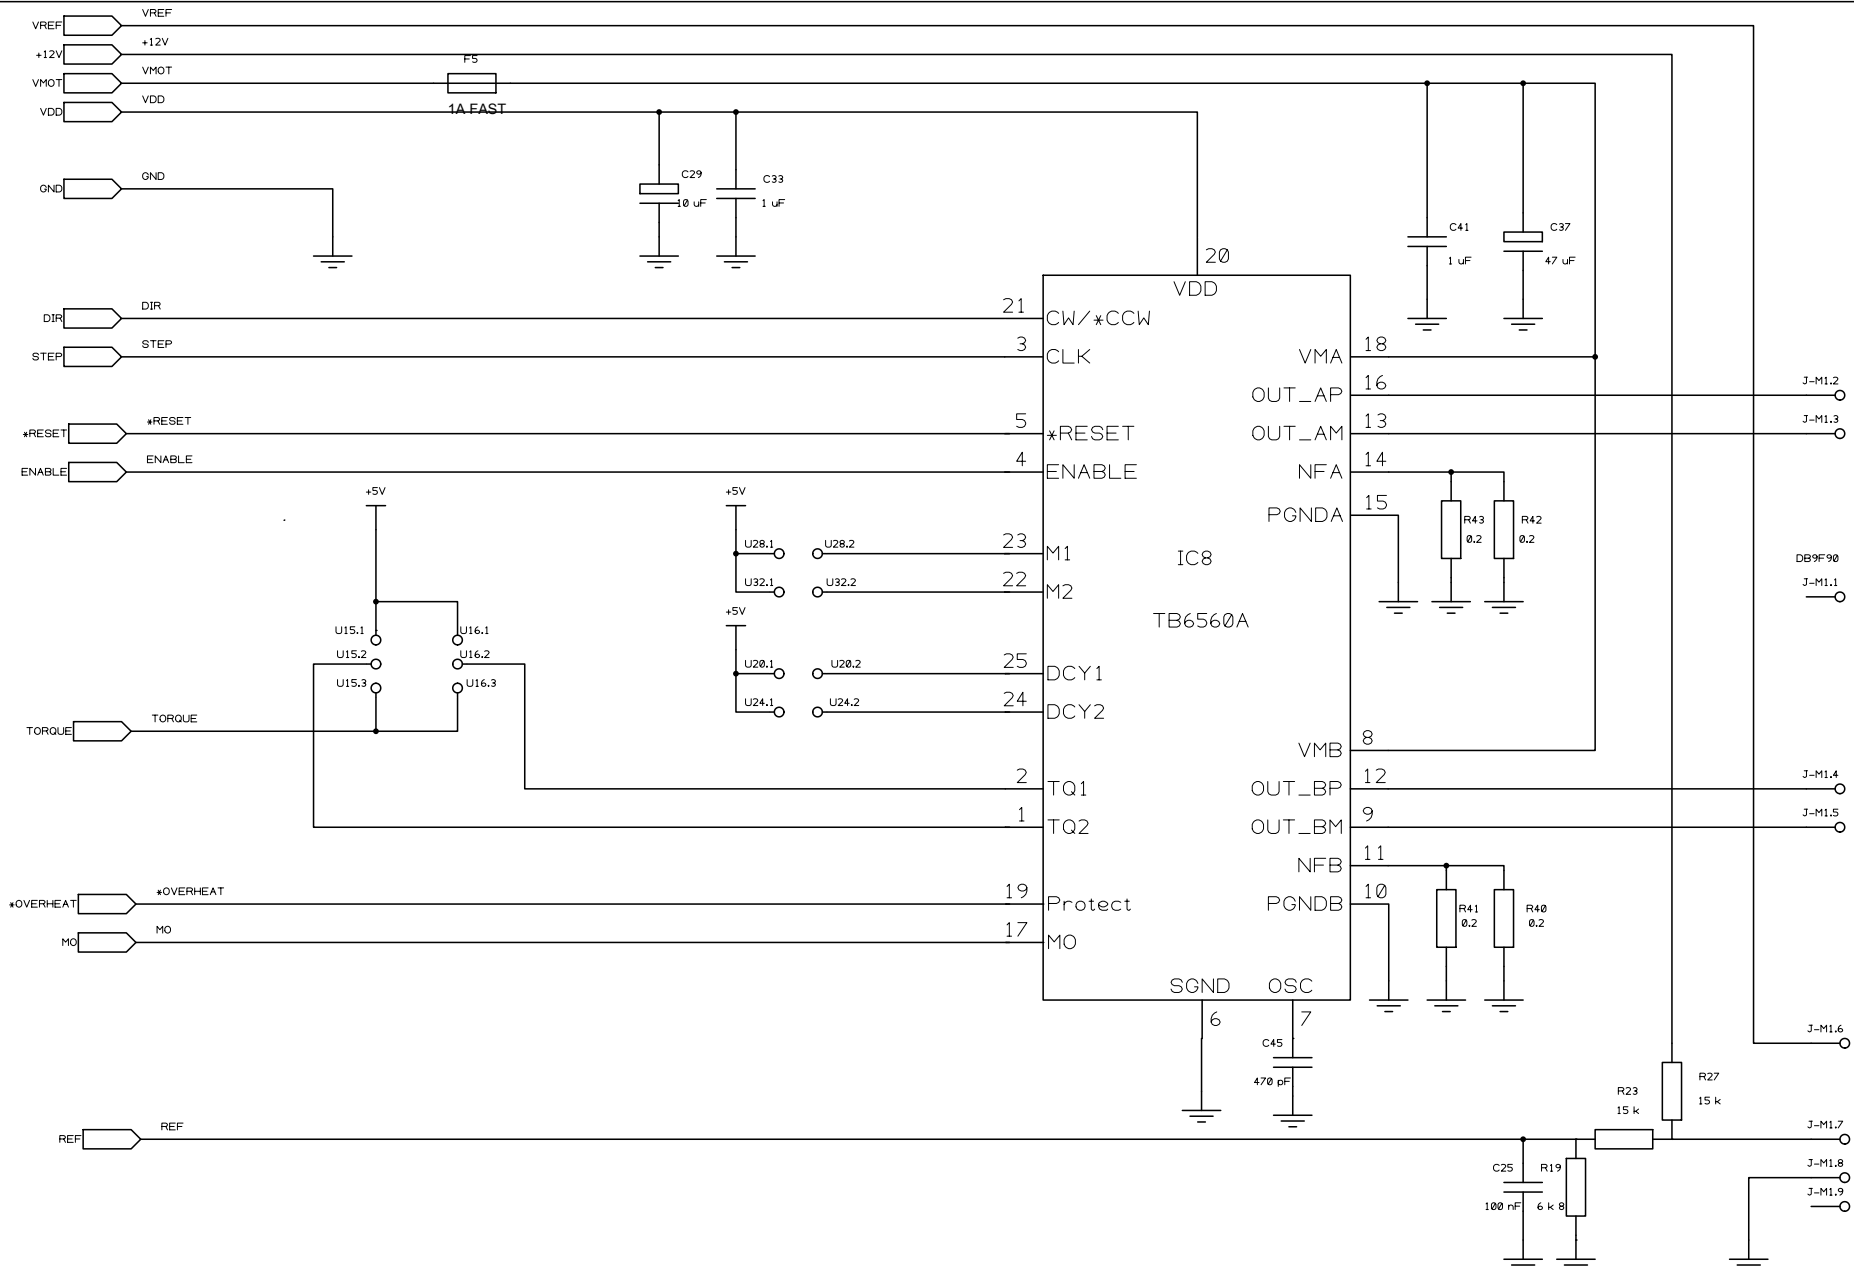 VREF VREF
+12V +12V
VMOT VMOT
F5
1A FAST
VDD VDD
GND GND
C29
10 uF
C33
1 uF
C41
1 uF
C37
47 uF
20
VDD
DIR DIR
21
CW/*CCW
STEP STEP
3
CLK
18
VMA
16
OUT_AP
J-M1.2
*RESET *RESET
5
*RESET
13
OUT_AM
J-M1.3
ENABLE ENABLE
4
ENABLE
14
NFA
15
PGNDA
R43
0.2
R42
0.2
+5V
+5V
U28.1 U28.2
23
M1
IC8
U32.1 U32.2
22
M2
TB6560A
DB9F90
J-M1.1
+5V
U15.1 U16.1
U15.2 U16.2
U15.3 U16.3
U20.1 U20.2
25
DCY1
U24.1 U24.2
24
DCY2
TORQUE TORQUE
8
VMB
2
TQ1
12
OUT_BP
J-M1.4
1
TQ2
9
OUT_BM
J-M1.5
11
NFB
*OVERHEAT *OVERHEAT
19
Protect
10
PGNDB
R41
0.2
R40
0.2
MO MO
17
MO
SGND OSC
6 7
C45
470 pF
J-M1.6
R27
15 k
R23
15 k
REF REF
J-M1.7
C25
100 nF
R19
6 k 8
J-M1.8
J-M1.9